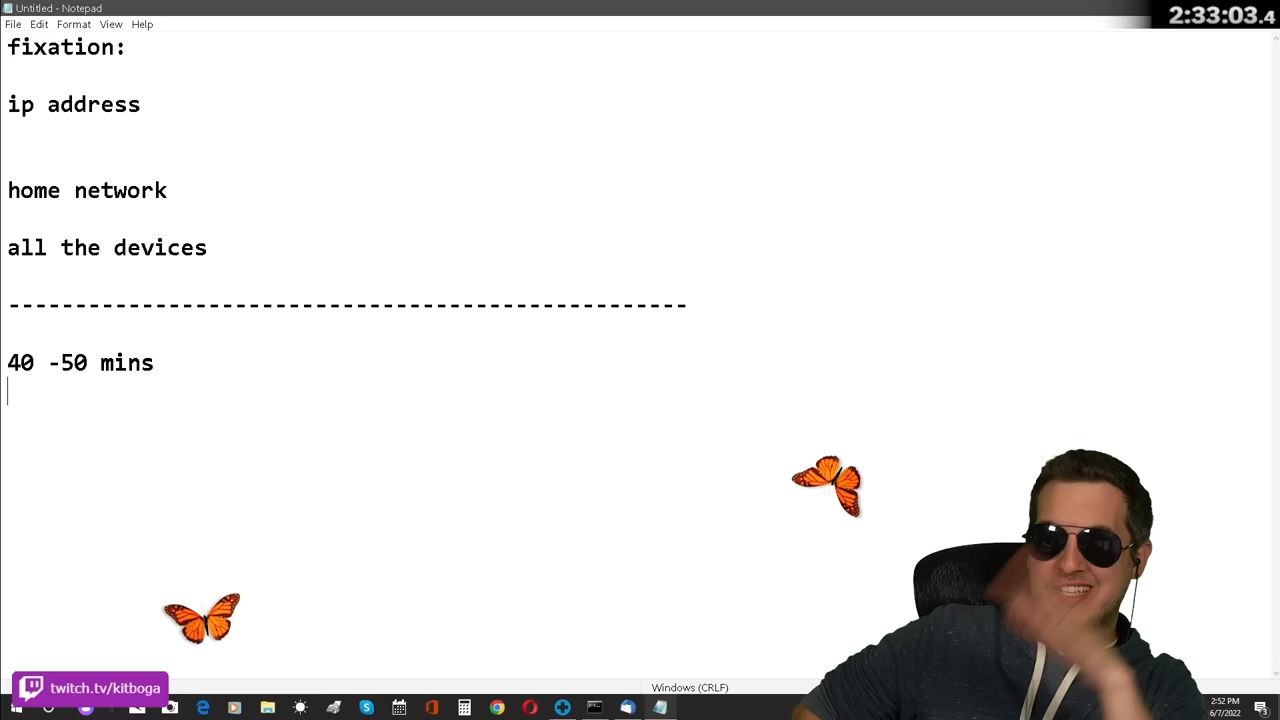 Untitled - Notepad
2:33:03.4
File Edit Format View Help
fixation:
ip address
home network
all the devices
---------------------------------------------------
40 -50 mins
twitch.tv/kitboga
Windows (CRLF)
2:52 PM
6/7/2022
3